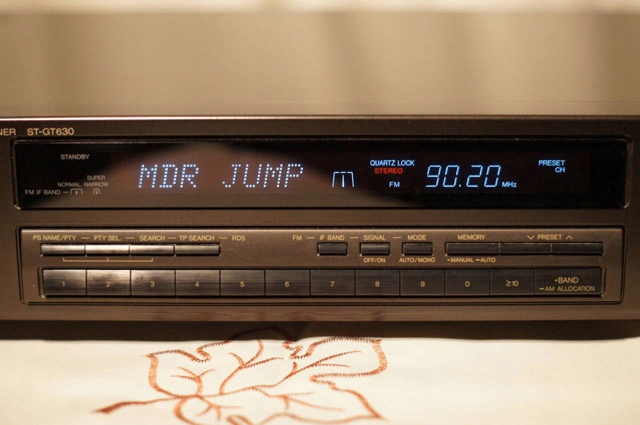 NER ST-GT630
STANDBY
SUPER
NORMAL NARROW
FM IF BAND
MDR JUMP
QUARTZ LOCK
STEREO
FM
90.20 MHz
PRESET
CH
PS NAME/PTY PTY SEL SEARCH TP SEARCH RDS
FM IF BAND SIGNAL MODE MEMORY PRESET
OFF/ON AUTO/MONO MANUAL AUTO
1 2 3 4 5 6 7 8 9 0 ≥10 BAND
AM ALLOCATION